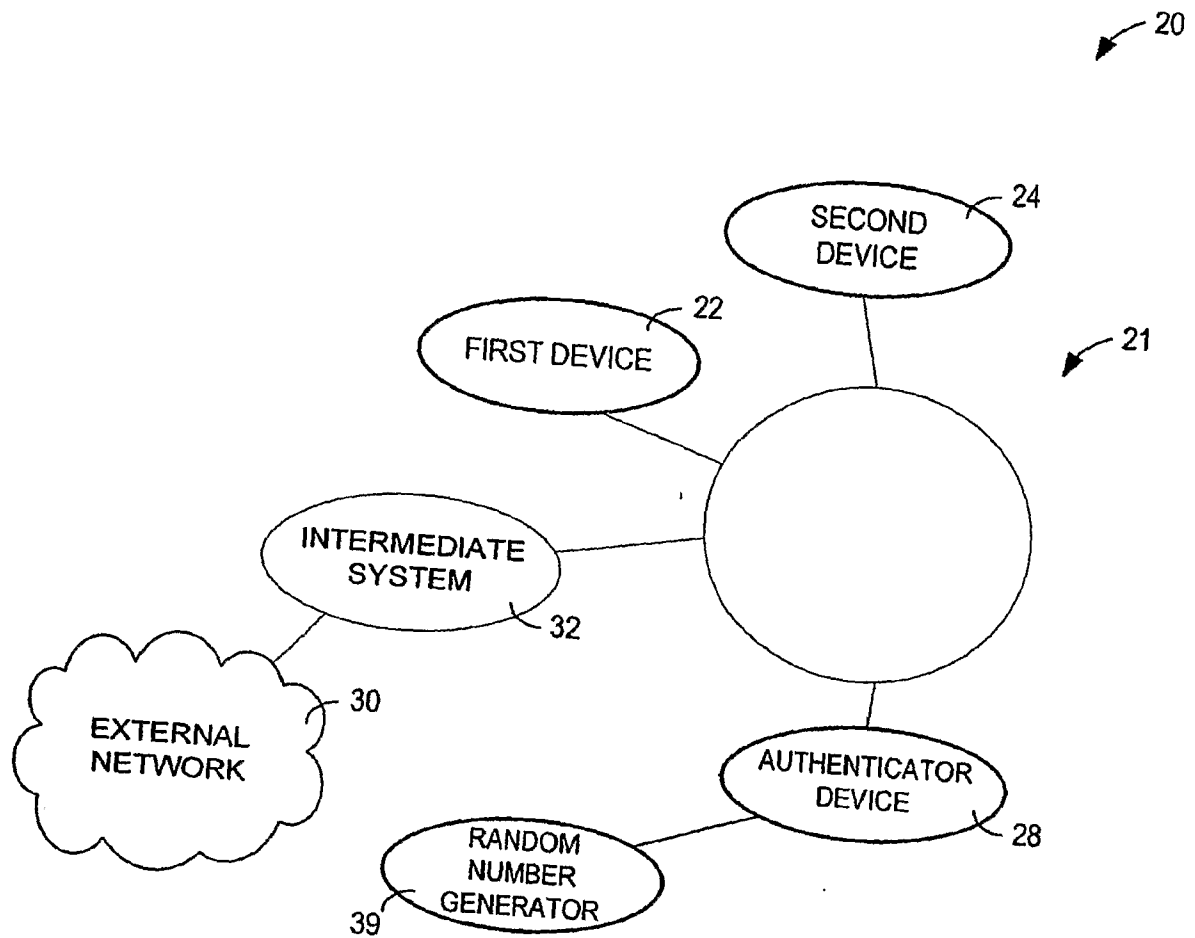 20
24
SECOND
DEVICE
22
FIRST DEVICE
21
INTERMEDIATE
SYSTEM
32
30
EXTERNAL
NETWORK
AUTHENTICATOR
DEVICE
28
RANDOM
NUMBER
GENERATOR
39